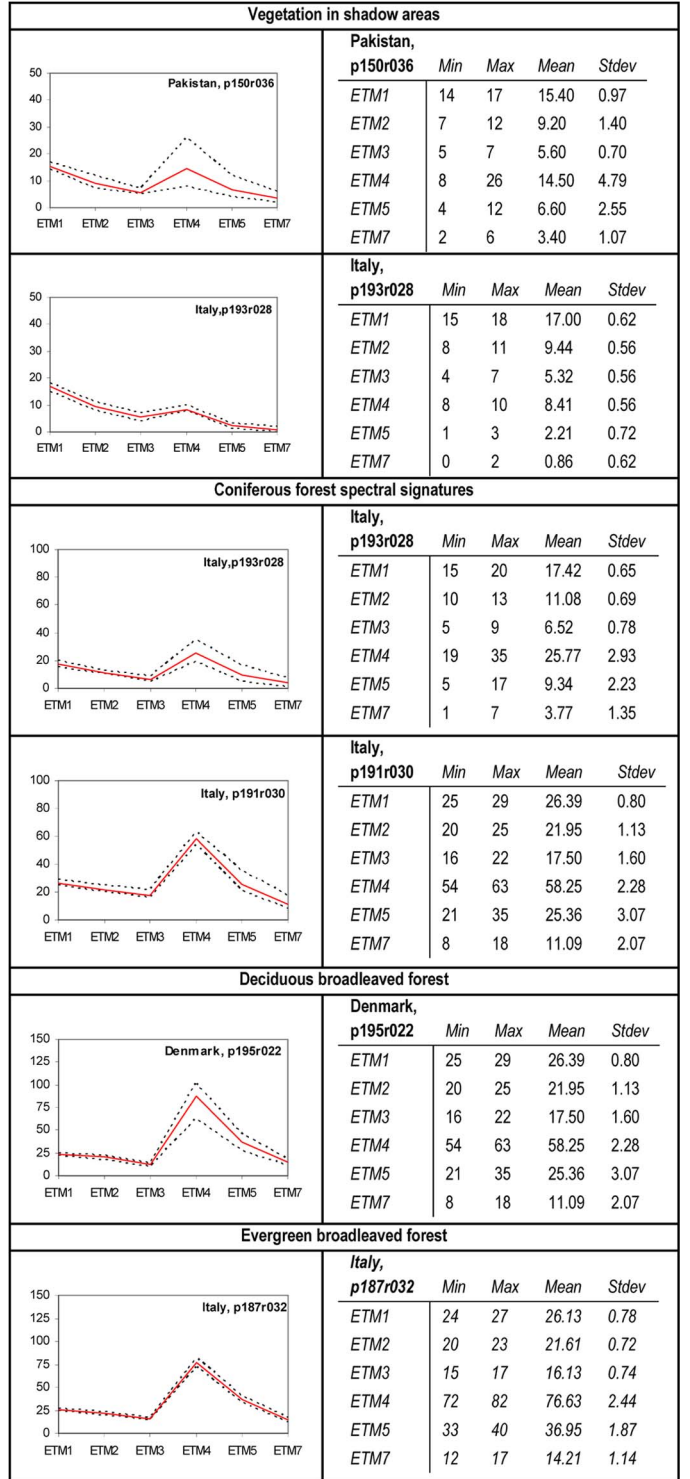 Vegetation in shadow areas
50
40
30
20
10
0
Pakistan, p150r036
ETM1 ETM2 ETM3 ETM4 ETM5 ETM7
Pakistan,
p150r036 Min Max Mean Stdev
ETM1 14 17 15.40 0.97
ETM2 7 12 9.20 1.40
ETM3 5 7 5.60 0.70
ETM4 8 26 14.50 4.79
ETM5 4 12 6.60 2.55
ETM7 2 6 3.40 1.07
50
40
30
20
10
0
Italy,p193r028
ETM1 ETM2 ETM3 ETM4 ETM5 ETM7
Italy,
p193r028 Min Max Mean Stdev
ETM1 15 18 17.00 0.62
ETM2 8 11 9.44 0.56
ETM3 4 7 5.32 0.56
ETM4 8 10 8.41 0.56
ETM5 1 3 2.21 0.72
ETM7 0 2 0.86 0.62
Coniferous forest spectral signatures
100
80
60
40
20
0
Italy,p193r028
ETM1 ETM2 ETM3 ETM4 ETM5 ETM7
Italy,
p193r028 Min Max Mean Stdev
ETM1 15 20 17.42 0.65
ETM2 10 13 11.08 0.69
ETM3 5 9 6.52 0.78
ETM4 19 35 25.77 2.93
ETM5 5 17 9.34 2.23
ETM7 1 7 3.77 1.35
100
80
60
40
20
0
Italy, p191r030
ETM1 ETM2 ETM3 ETM4 ETM5 ETM7
Italy,
p191r030 Min Max Mean Stdev
ETM1 25 29 26.39 0.80
ETM2 20 25 21.95 1.13
ETM3 16 22 17.50 1.60
ETM4 54 63 58.25 2.28
ETM5 21 35 25.36 3.07
ETM7 8 18 11.09 2.07
Deciduous broadleaved forest
150
125
100
75
50
25
0
Denmark, p195r022
ETM1 ETM2 ETM3 ETM4 ETM5 ETM7
Denmark,
p195r022 Min Max Mean Stdev
ETM1 25 29 26.39 0.80
ETM2 20 25 21.95 1.13
ETM3 16 22 17.50 1.60
ETM4 54 63 58.25 2.28
ETM5 21 35 25.36 3.07
ETM7 8 18 11.09 2.07
Evergreen broadleaved forest
150
125
100
75
50
25
0
Italy, p187r032
ETM1 ETM2 ETM3 ETM4 ETM5 ETM7
Italy,
p187r032 Min Max Mean Stdev
ETM1 24 27 26.13 0.78
ETM2 20 23 21.61 0.72
ETM3 15 17 16.13 0.74
ETM4 72 82 76.63 2.44
ETM5 33 40 36.95 1.87
ETM7 12 17 14.21 1.14